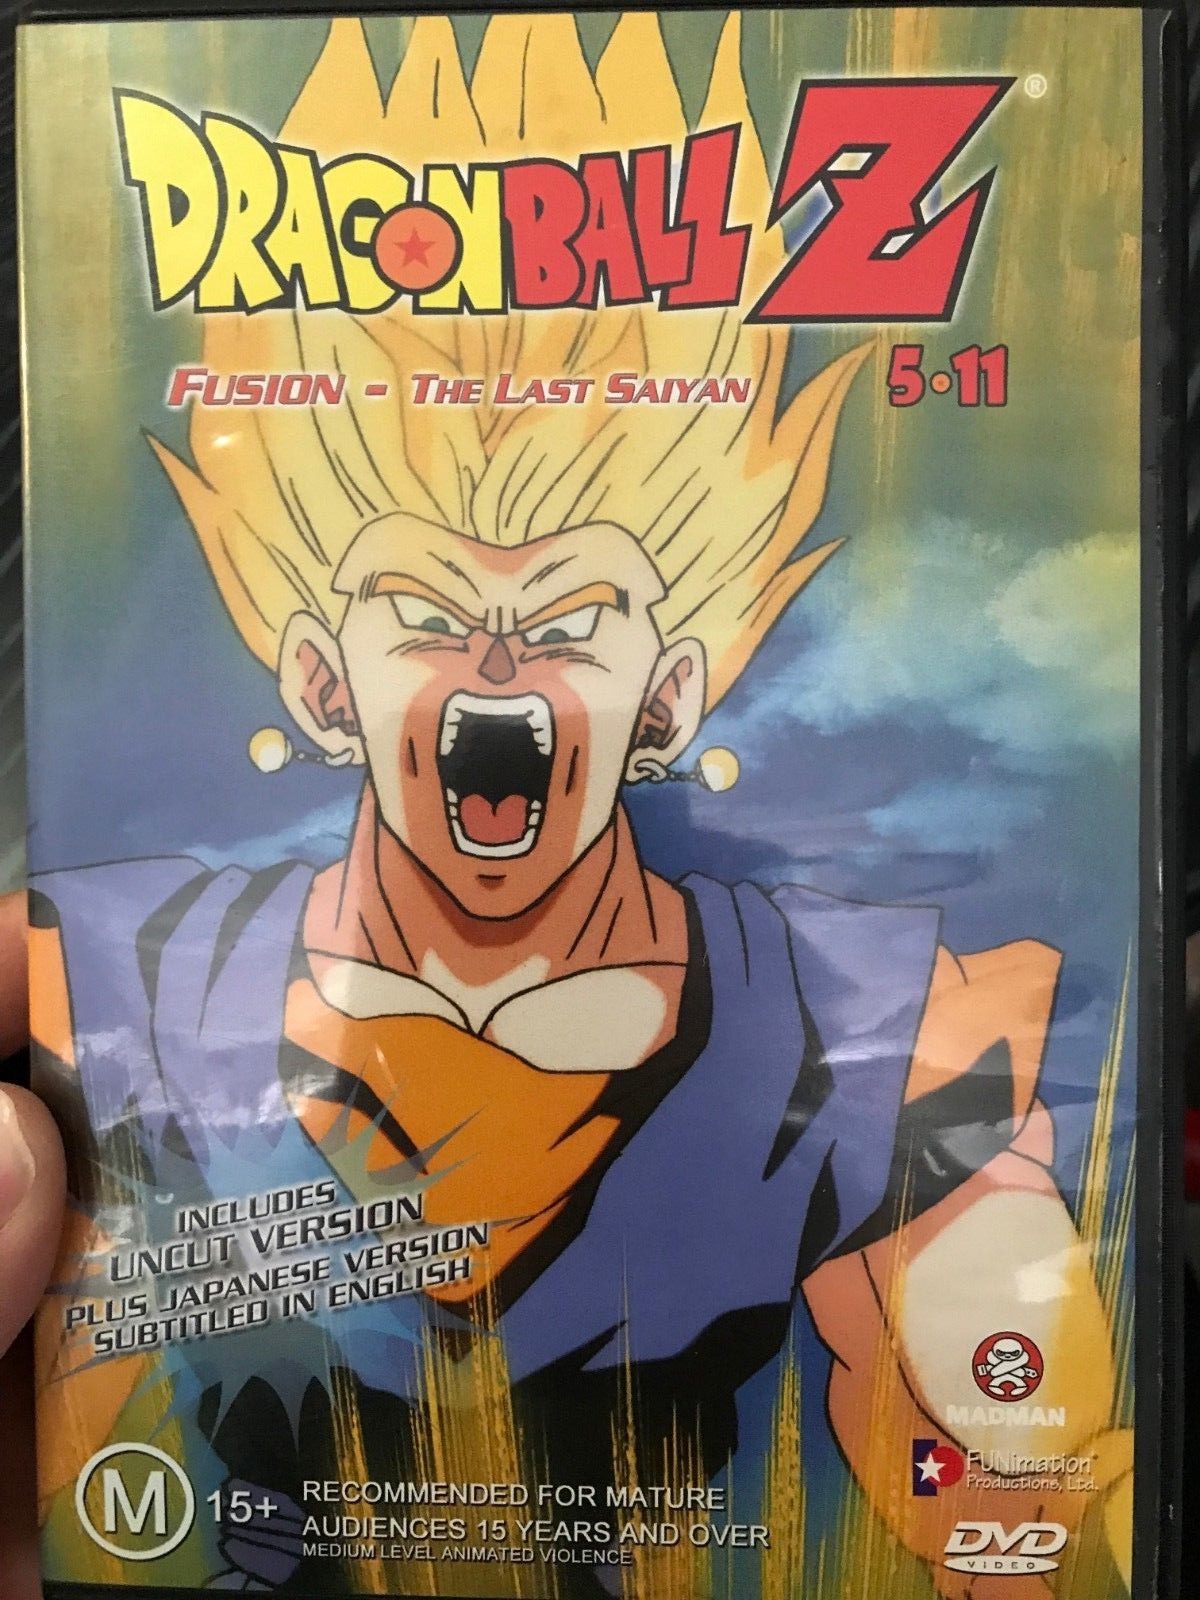 DRAGON BALL Z ®
FUSION - THE LAST SAIYAN
5•11
INCLUDES
UNCUT VERSION
PLUS JAPANESE VERSION
SUBTITLED IN ENGLISH
MADMAN
FUNimation®
Productions, Ltd.
M 15+
RECOMMENDED FOR MATURE
AUDIENCES 15 YEARS AND OVER
MEDIUM LEVEL ANIMATED VIOLENCE
DVD
VIDEO